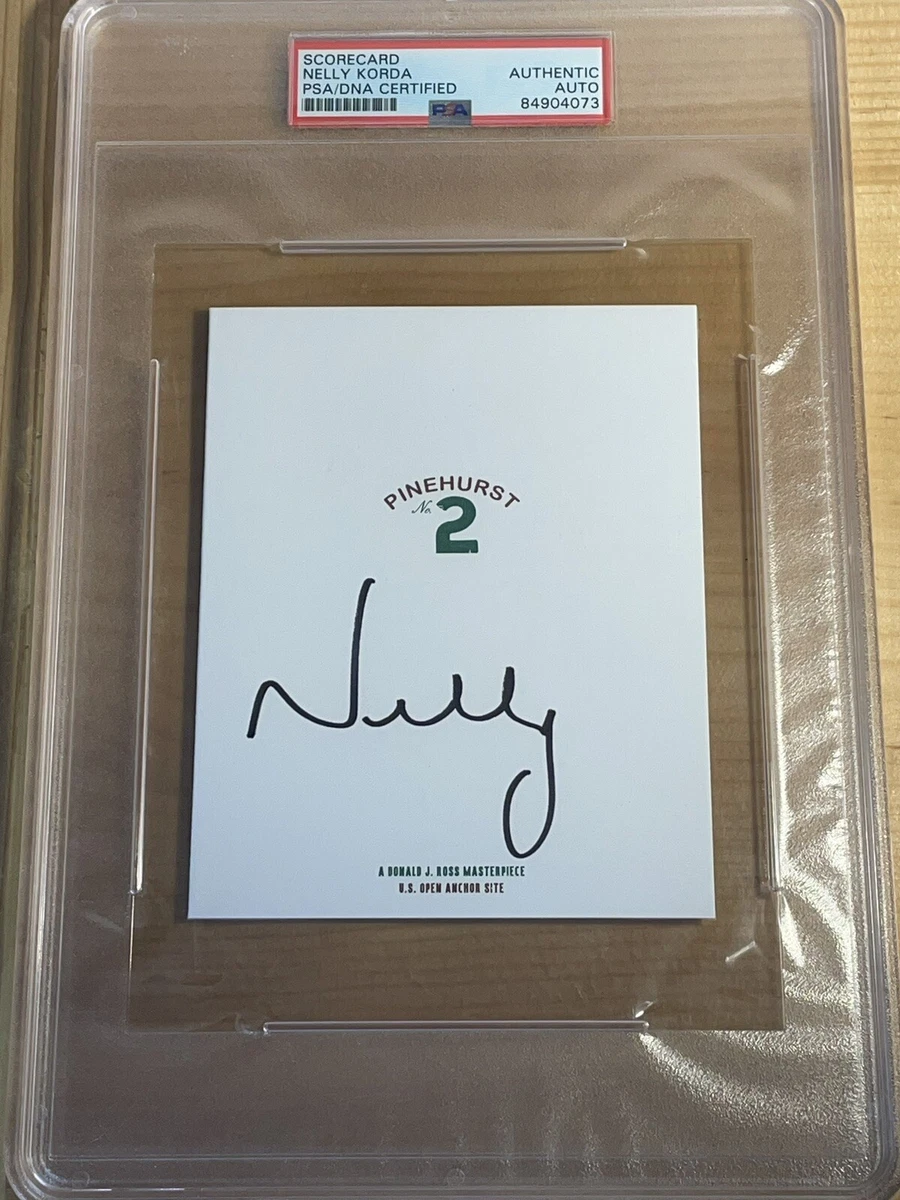 SCORECARD
NELLY KORDA
PSA/DNA CERTIFIED
AUTHENTIC
AUTO
84904073
PSA
PINEHURST
No. 2
Nelly
A DONALD J. ROSS MASTERPIECE
U.S. OPEN ANCHOR SITE